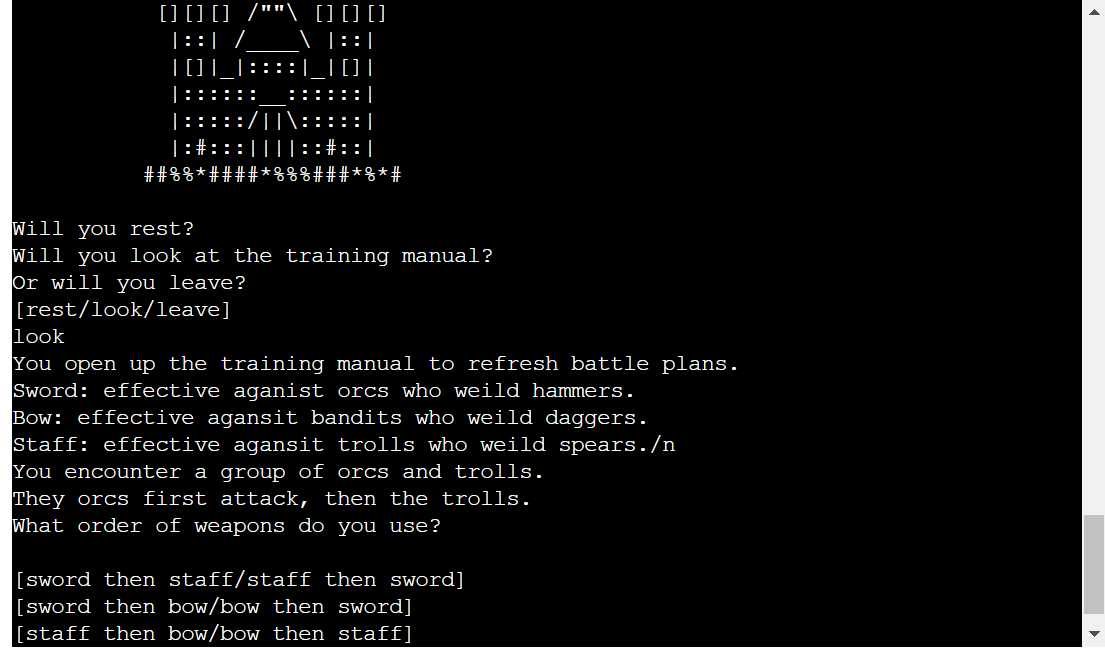 [][][] /""\ [][][]
|::| /____\ |::|
|[]|_|::::|_|[]|
|::::::__::::::|
|:::::/||\:::::|
|:#:::||||::#::|
##%%*####*%%%###*%*#
Will you rest?
Will you look at the training manual?
Or will you leave?
[rest/look/leave]
look
You open up the training manual to refresh battle plans.
Sword: effective aganist orcs who weild hammers.
Bow: effective agansit bandits who weild daggers.
Staff: effective agansit trolls who weild spears./n
You encounter a group of orcs and trolls.
They orcs first attack, then the trolls.
What order of weapons do you use?
[sword then staff/staff then sword]
[sword then bow/bow then sword]
[staff then bow/bow then staff]